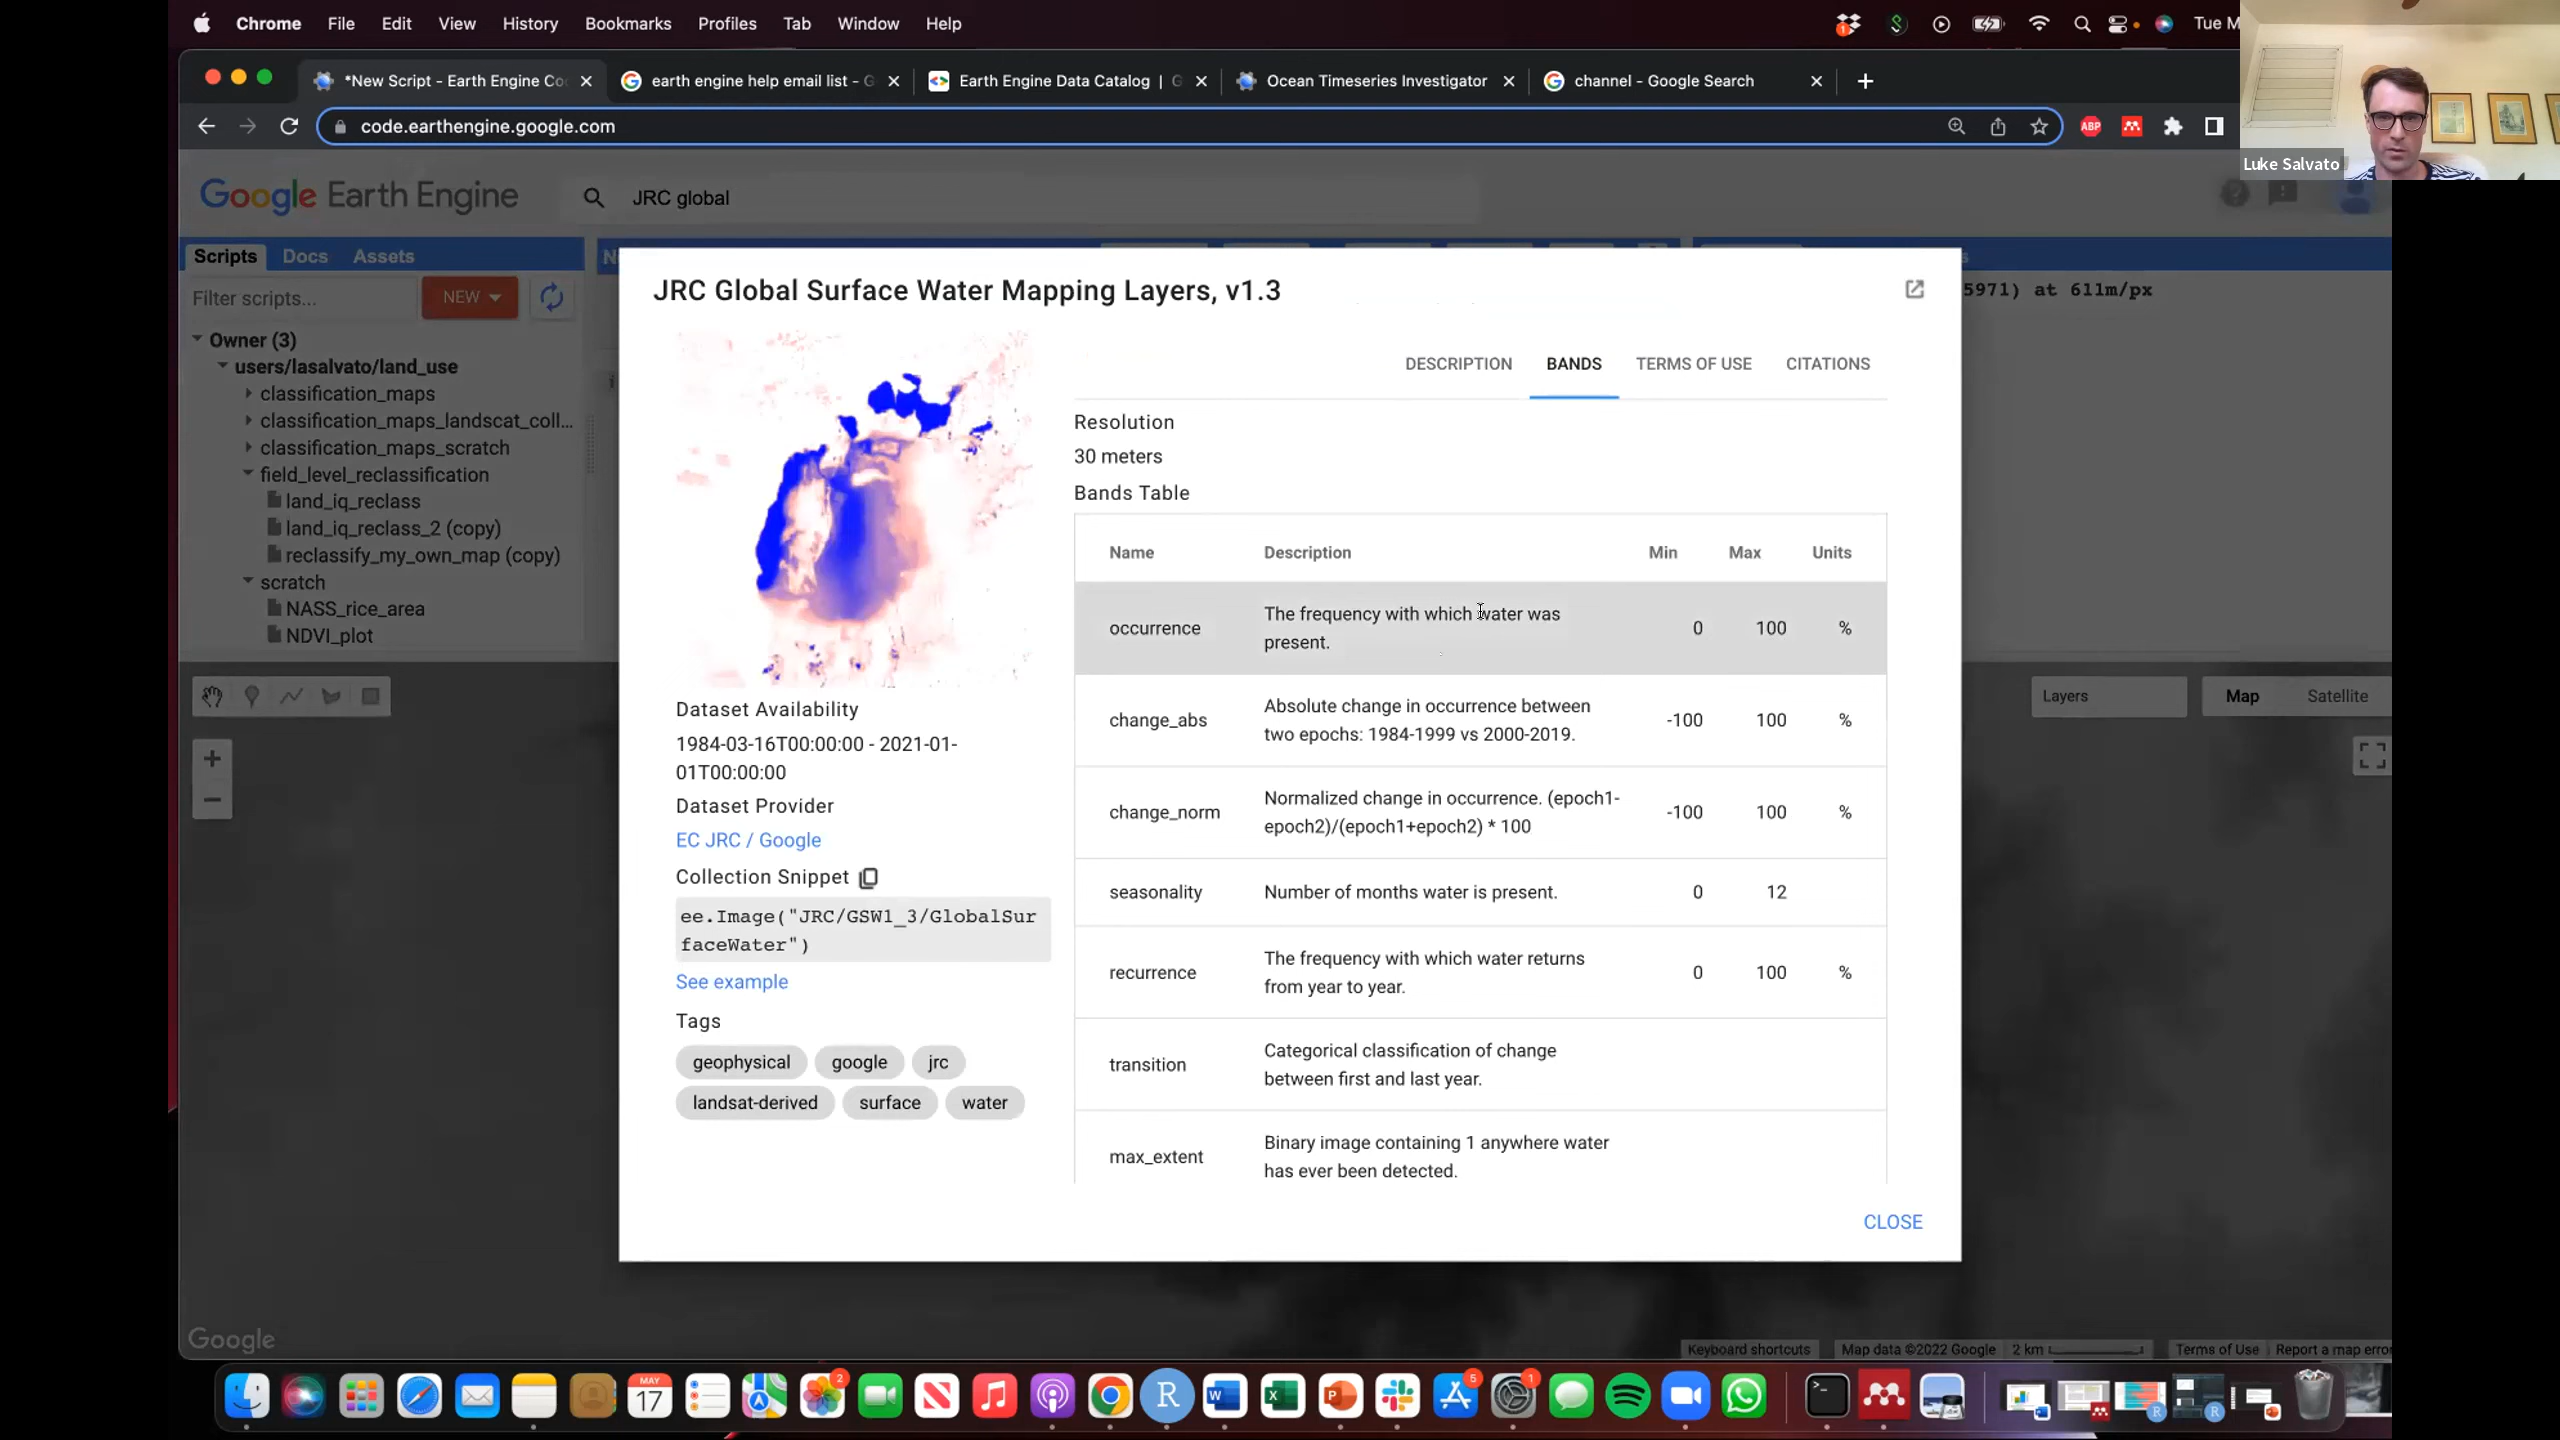 Chrome File Edit View History Bookmarks Profiles Tab Window Help
1
Tue M
*New Script - Earth Engine Co
earth engine help email list - G
Earth Engine Data Catalog | G
Ocean Timeseries Investigator
channel - Google Search
code.earthengine.google.com
ABP
Luke Salvato
Google Earth Engine
JRC global
Scripts Docs Assets
Filter scripts...
NEW
Owner (3)
users/lasalvato/land_use
classification_maps
classification_maps_landscat_coll...
classification_maps_scratch
field_level_reclassification
land_iq_reclass
land_iq_reclass_2 (copy)
reclassify_my_own_map (copy)
scratch
NASS_rice_area
NDVI_plot
5971) at 611m/px
JRC Global Surface Water Mapping Layers, v1.3
Dataset Availability
1984-03-16T00:00:00 - 2021-01-
01T00:00:00
Dataset Provider
EC JRC / Google
Collection Snippet
ee.Image("JRC/GSW1_3/GlobalSur
faceWater")
See example
Tags
geophysical google jrc
landsat-derived surface water
DESCRIPTION BANDS TERMS OF USE CITATIONS
Resolution
30 meters
Bands Table
Name Description Min Max Units
occurrence The frequency with which water was
present. 0 100 %
change_abs Absolute change in occurrence between
two epochs: 1984-1999 vs 2000-2019. -100 100 %
change_norm Normalized change in occurrence. (epoch1-
epoch2)/(epoch1+epoch2) * 100 -100 100 %
seasonality Number of months water is present. 0 12
recurrence The frequency with which water returns
from year to year. 0 100 %
transition Categorical classification of change
between first and last year.
max_extent Binary image containing 1 anywhere water
has ever been detected.
CLOSE
Layers
Map Satellite
Google
Keyboard shortcuts Map data ©2022 Google 2 km Terms of Use Report a map error
MAY
17
2
5
1